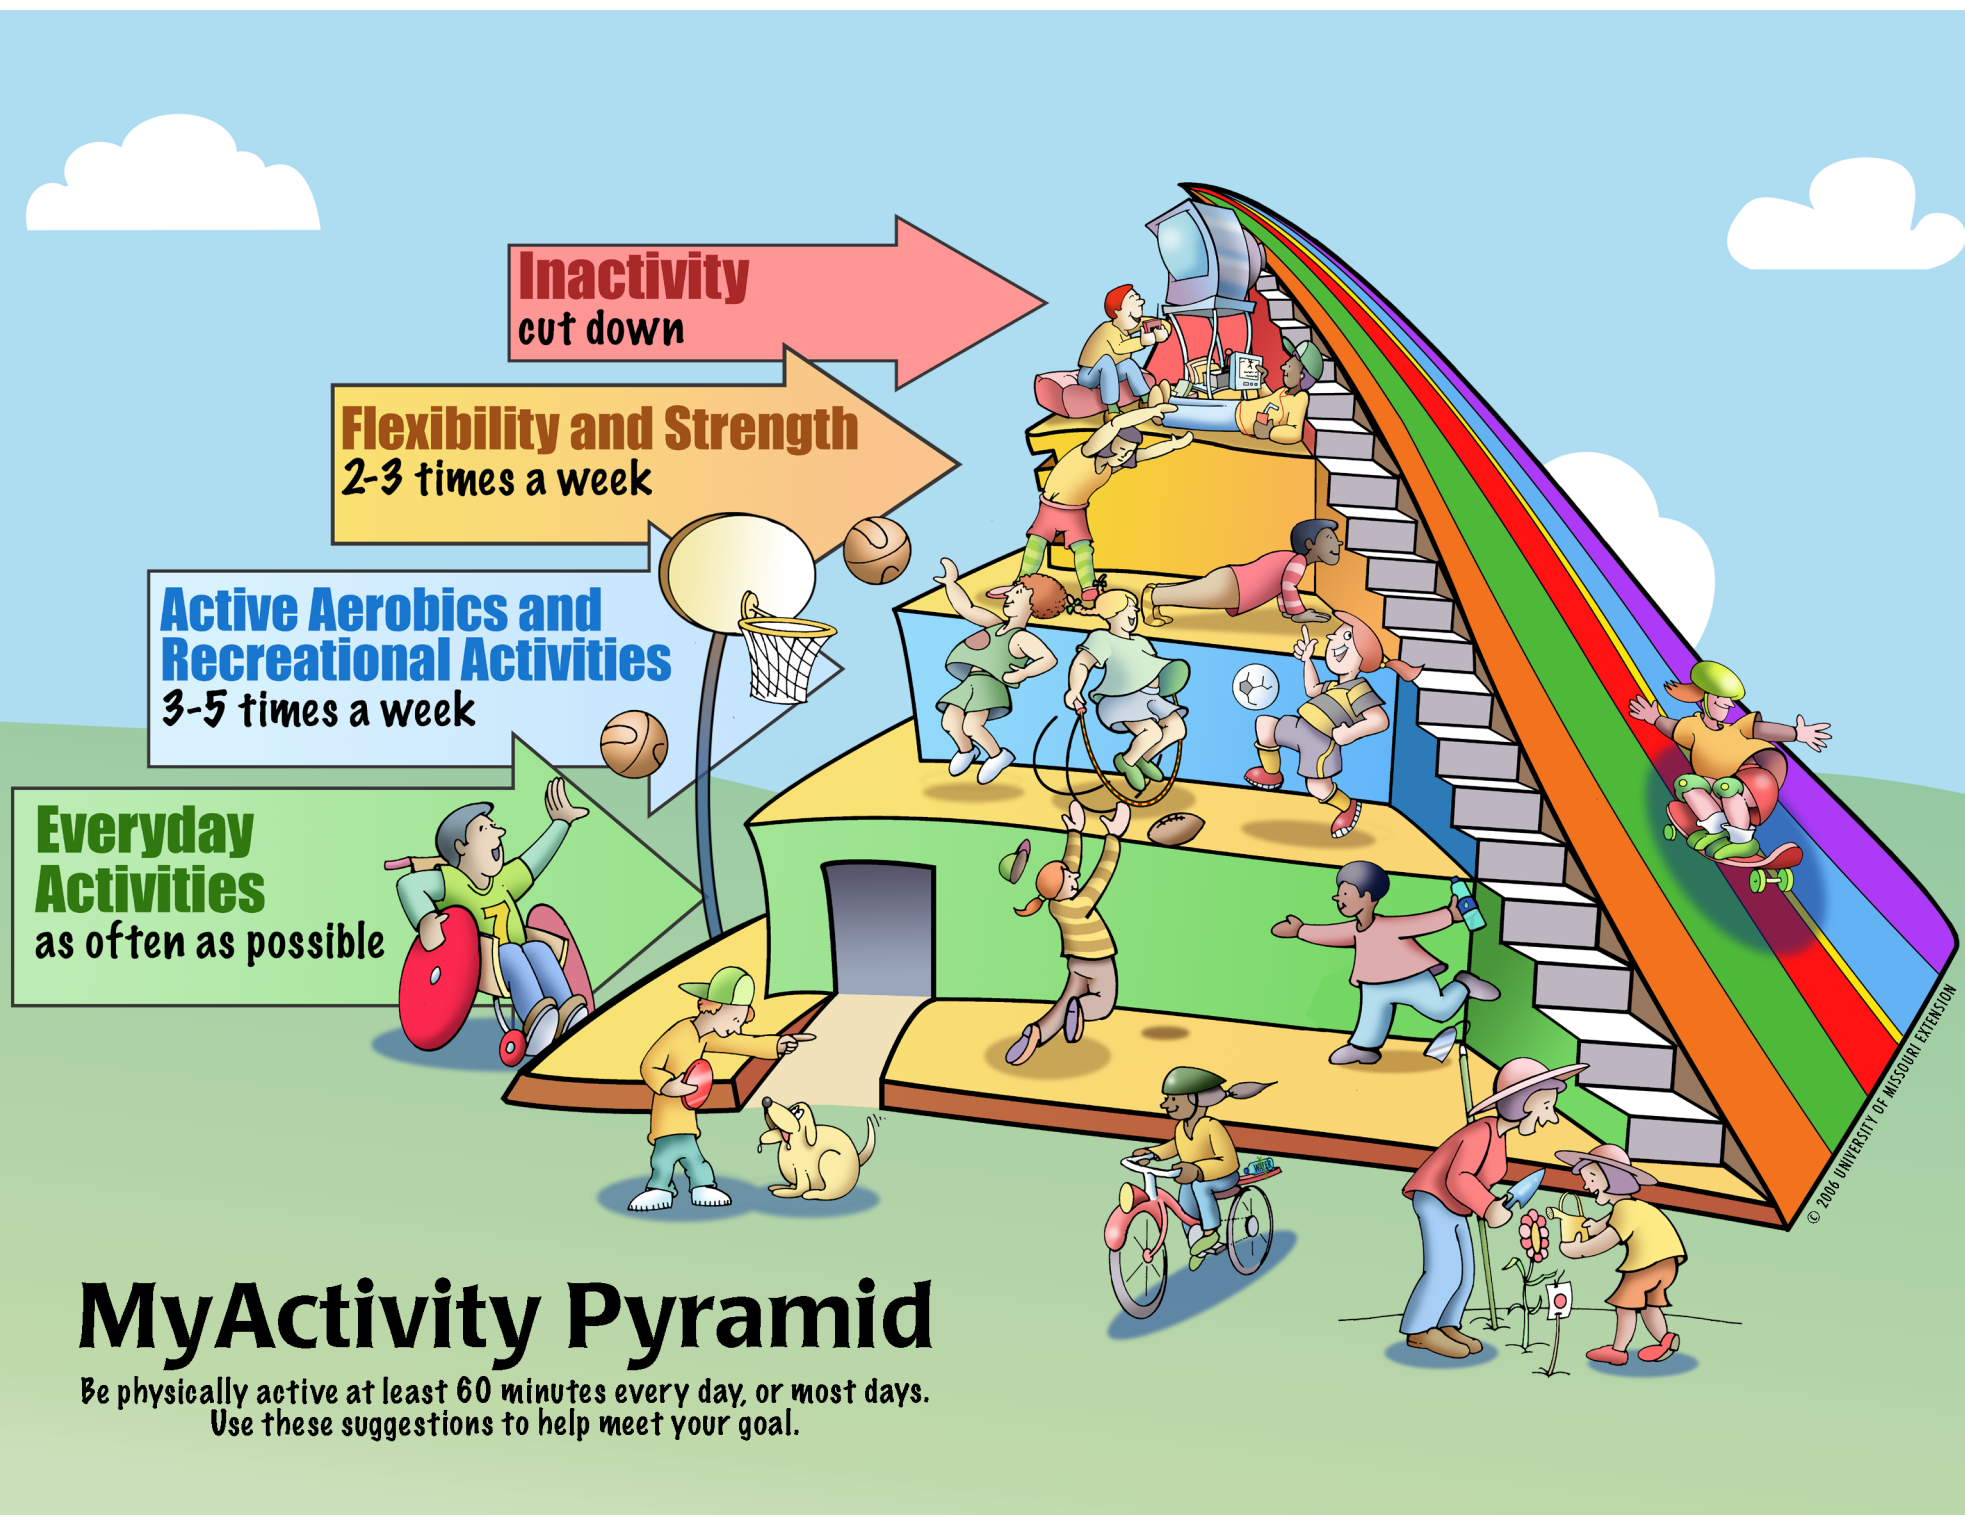 Inactivity
cut down
Flexibility and Strength
2-3 times a week
Active Aerobics and
Recreational Activities
3-5 times a week
Everyday
Activities
as often as possible
7
WATER
MyActivity Pyramid
Be physically active at least 60 minutes every day, or most days.
Use these suggestions to help meet your goal.
© 2006 UNIVERSITY OF MISSOURI EXTENSION